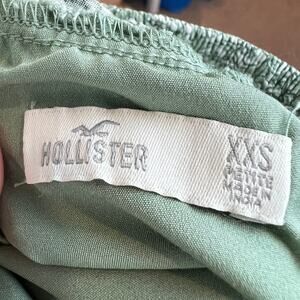 HOLLISTER
XXS
PETITE
MADE IN
INDIA